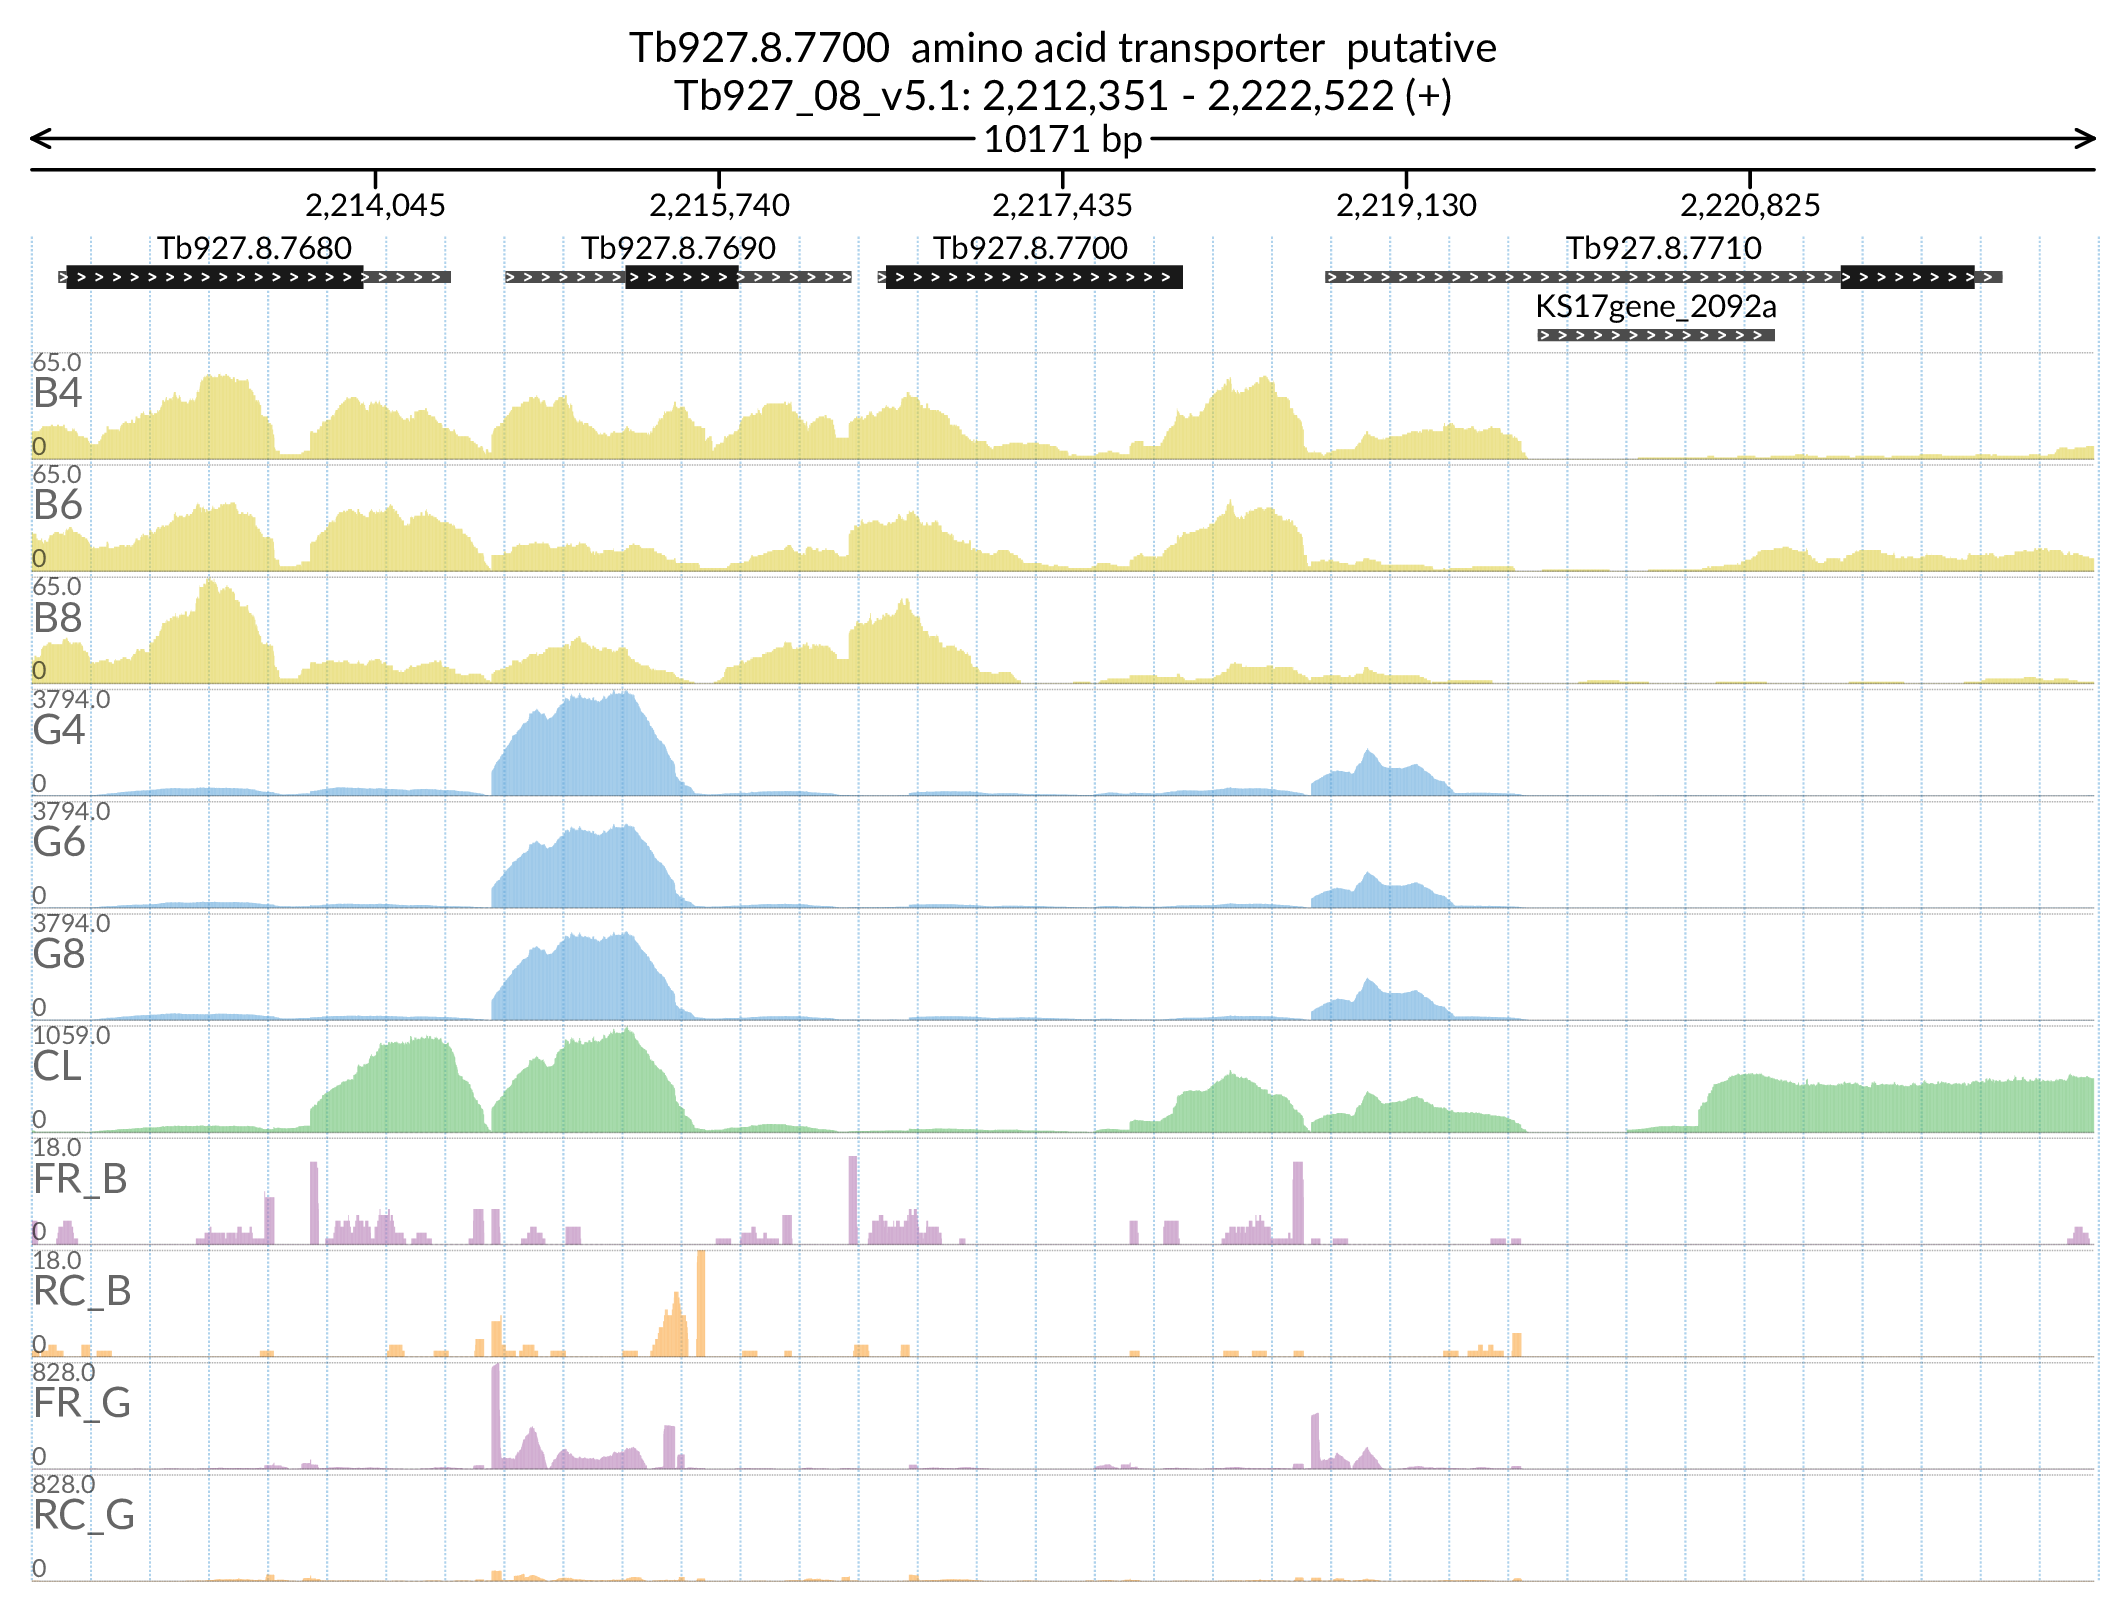 Tb927.8.7700 amino acid transporter putative
Tb927_08_v5.1: 2,212,351 - 2,222,522 (+)
10171 bp
2,214,045 2,215,740 2,217,435 2,219,130 2,220,825
Tb927.8.7680 Tb927.8.7690 Tb927.8.7700 Tb927.8.7710
KS17gene_2092a
65.0
B4
0
65.0
B6
0
65.0
B8
0
3794.0
G4
0
3794.0
G6
0
3794.0
G8
0
1059.0
CL
0
18.0
FR_B
0
18.0
RC_B
0
828.0
FR_G
0
828.0
RC_G
0